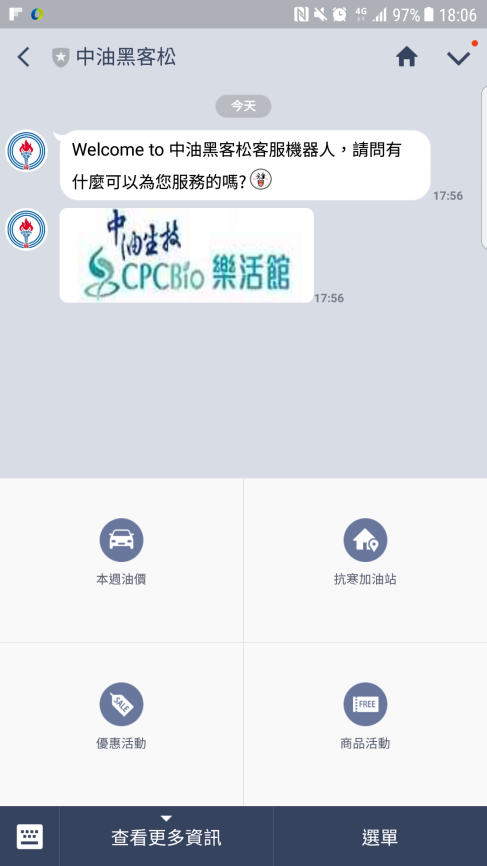 4G
97%
18:06
中油黑客松
今天
Welcome to 中油黑客松客服機器人，請問有
什麼可以為您服務的嗎?
17:56
中油生技
CPCBio 樂活館
17:56
本週油價
抗寒加油站
SALE
優惠活動
FREE
商品活動
查看更多資訊
選單